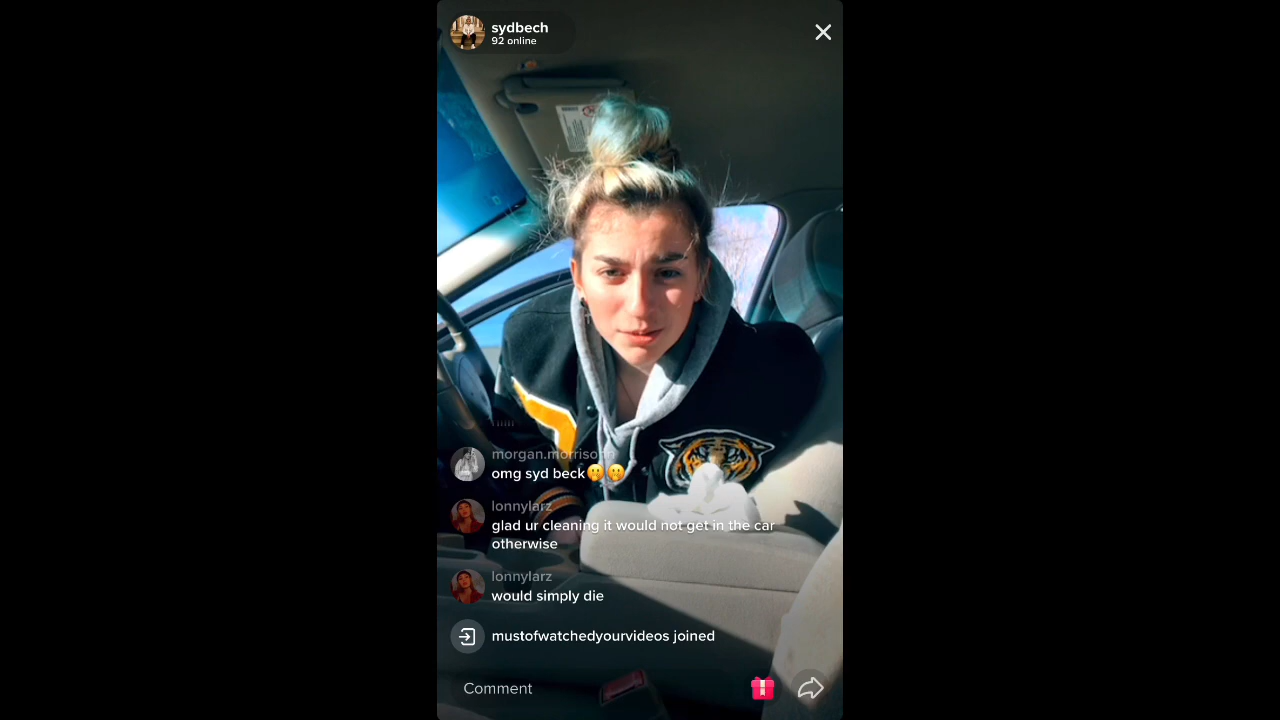 sydbech
92 online
morgan.morrisonn
omg syd beck🫢🫢
lonnylarz
glad ur cleaning it would not get in the car
otherwise
lonnylarz
would simply die
mustofwatchedyourvideos joined
Comment